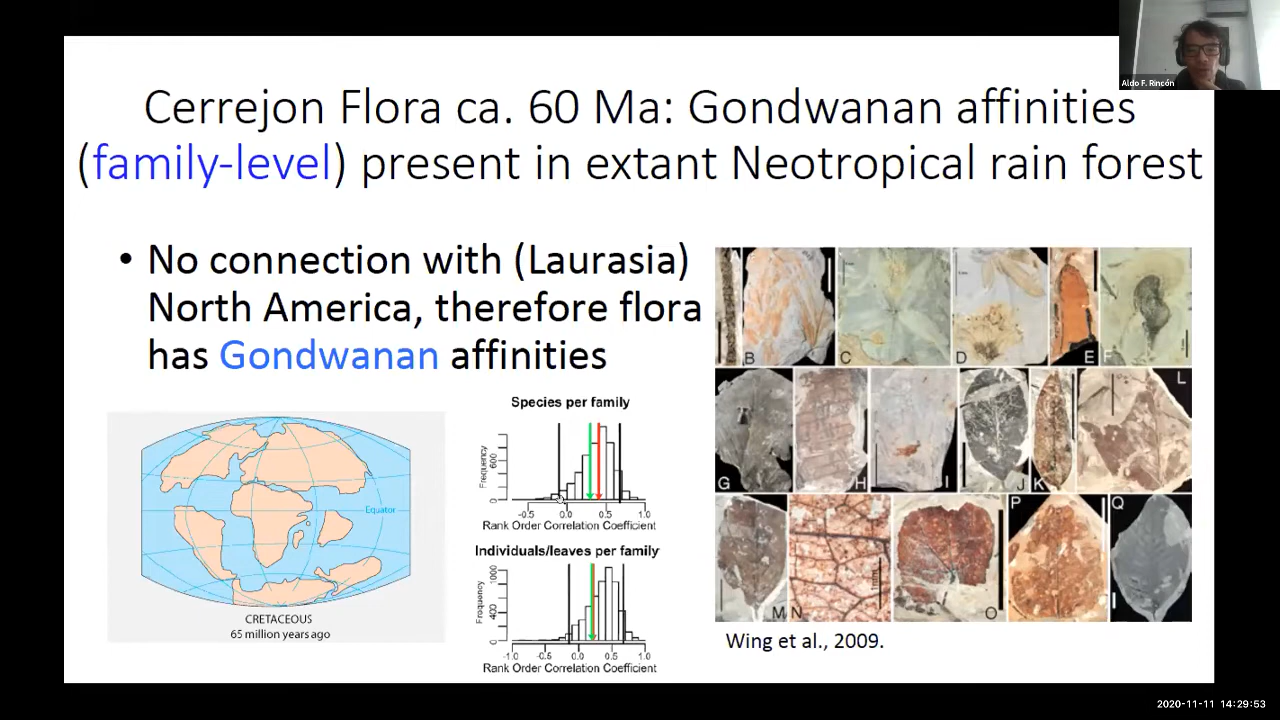 Aldo F. Rincón
Cerrejon Flora ca. 60 Ma: Gondwanan affinities
(family-level) present in extant Neotropical rain forest
• No connection with (Laurasia)
North America, therefore flora
has Gondwanan affinities
Equator
CRETACEOUS
65 million years ago
Species per family
Frequency
0 600
-0.5 0.0 0.5 1.0
Rank Order Correlation Coefficient
Individuals/leaves per family
Frequency
0 400 1000
-1.0 -0.5 0.0 0.5 1.0
Rank Order Correlation Coefficient
B C D E F
G H I J K L
M N O P Q
Wing et al., 2009.
2020-11-11 14:29:53